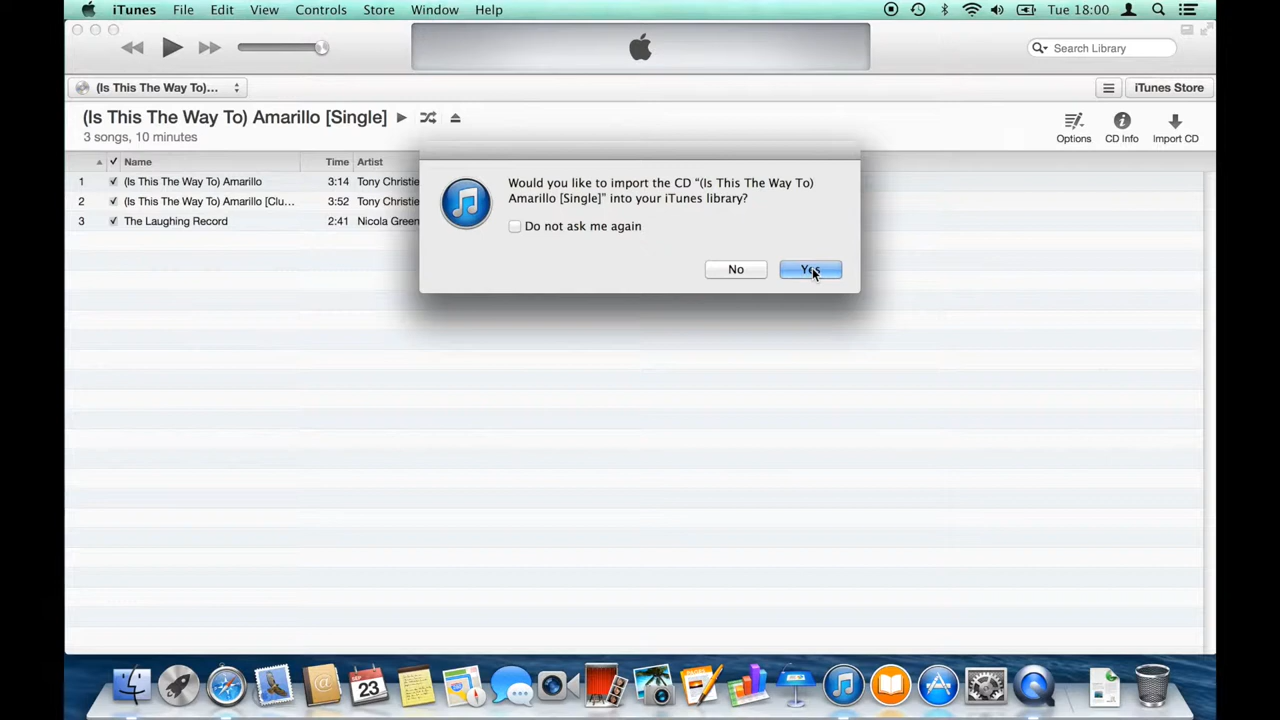 iTunes File Edit View Controls Store Window Help Tue 18:00
Search Library
(Is This The Way To)... iTunes Store
(Is This The Way To) Amarillo [Single]
3 songs, 10 minutes
Options CD Info Import CD
Name Time Artist
1 (Is This The Way To) Amarillo 3:14 Tony Christie
2 (Is This The Way To) Amarillo [Clu... 3:52 Tony Christie
3 The Laughing Record 2:41 Nicola Green
Would you like to import the CD “(Is This The Way To)
Amarillo [Single]” into your iTunes library?
Do not ask me again
No Yes
SEP
23